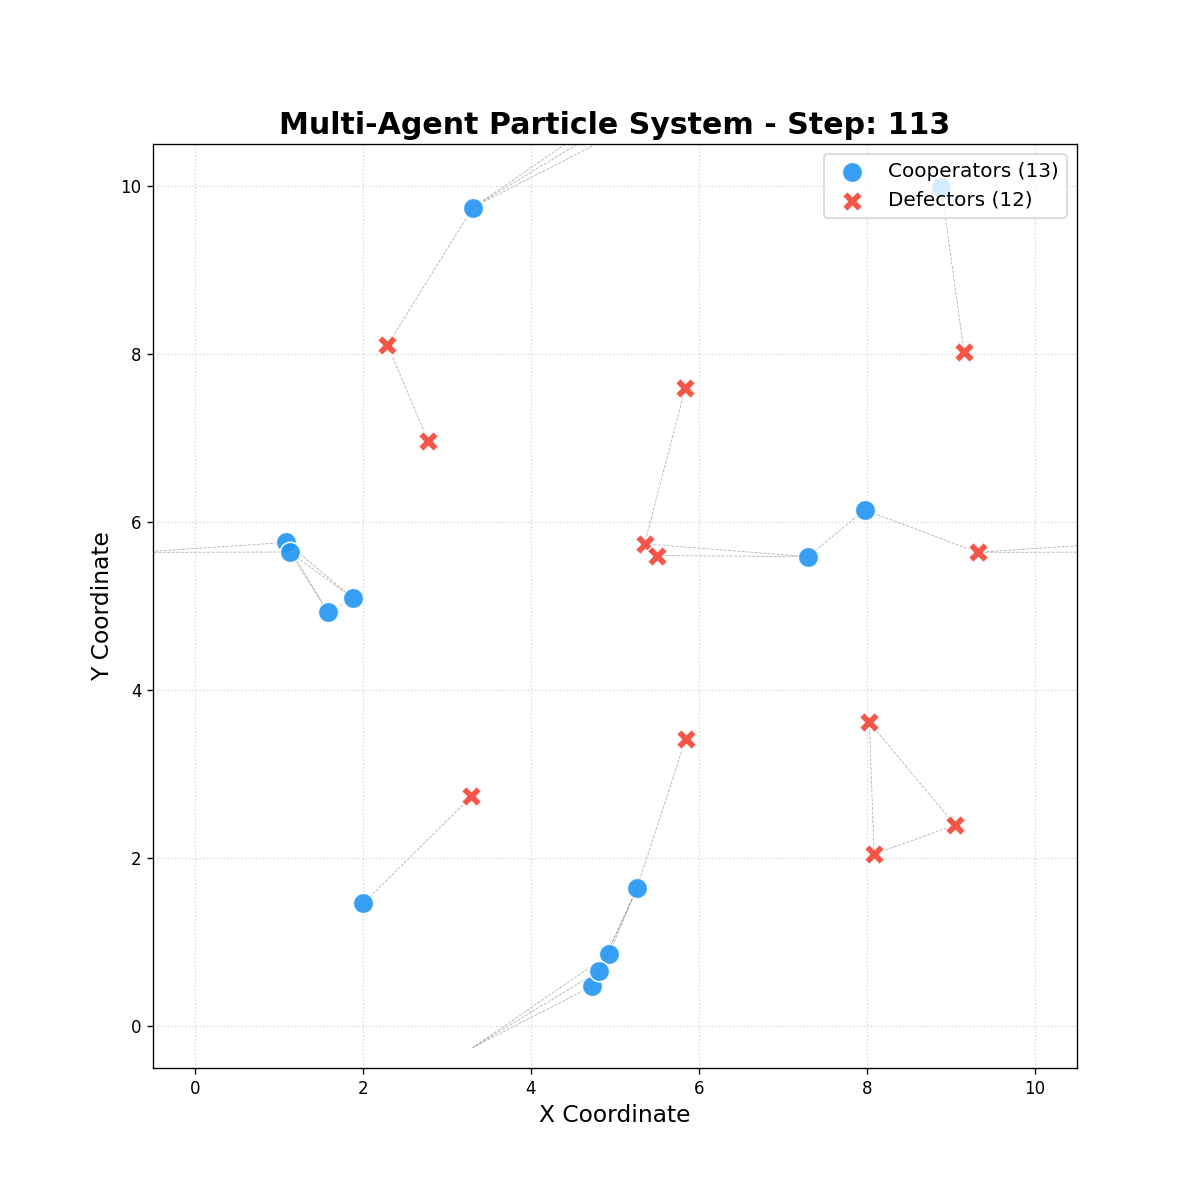 Multi-Agent Particle System - Step: 113
Cooperators (13)
Defectors (12)
10
8
6
4
2
0
Y Coordinate
0 2 4 6 8 10
X Coordinate